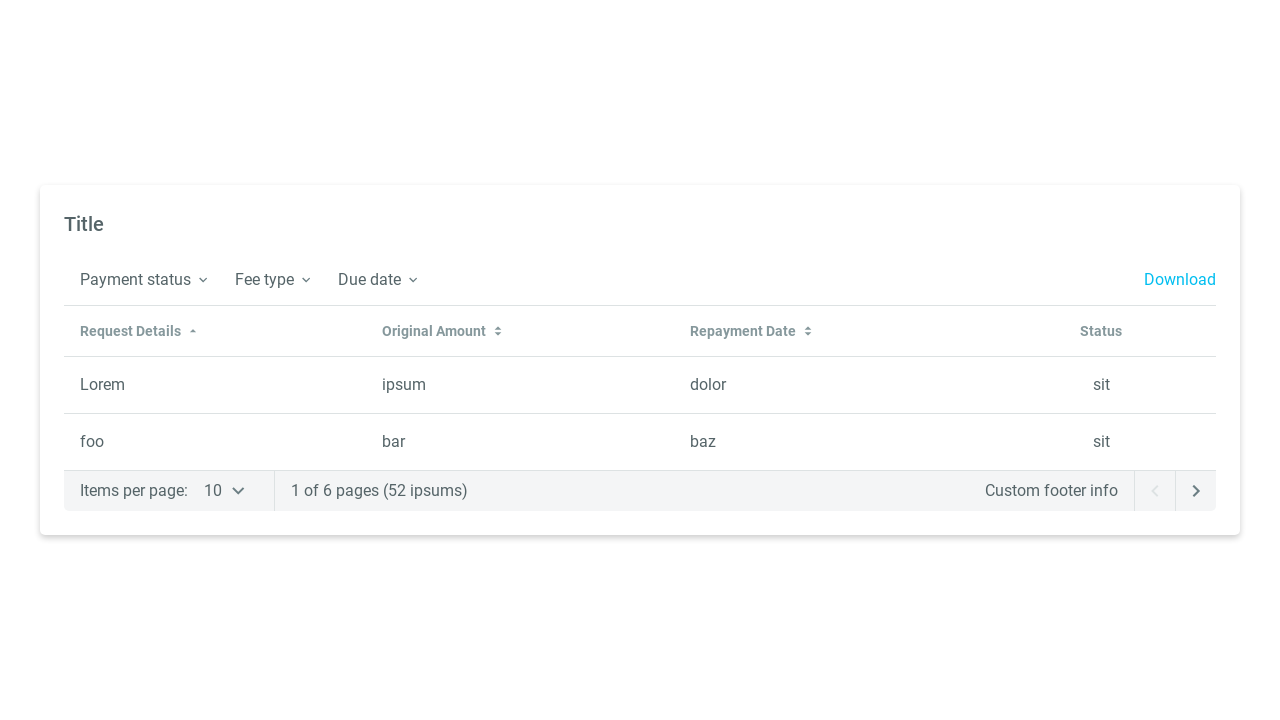 Title
Payment status Fee type Due date Download
Request Details Original Amount Repayment Date Status
Lorem ipsum dolor sit
foo bar baz sit
Items per page: 10 1 of 6 pages (52 ipsums) Custom footer info